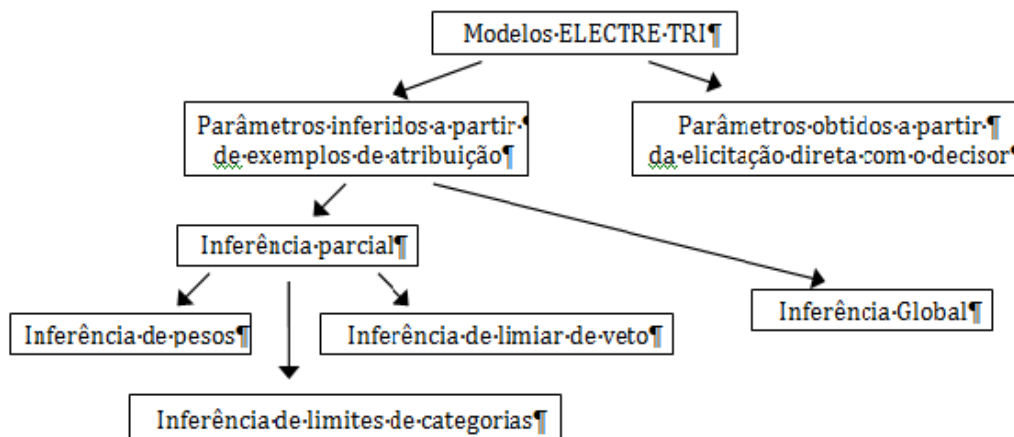 Modelos·ELECTRE·TRI¶
Parâmetros·inferidos·a·partir·¶
de·exemplos·de·atribuição¶
Parâmetros·obtidos·a·partir·¶
da·elicitação·direta·com·o·decisor¶
Inferência·parcial¶
Inferência·Global¶
Inferência·de·pesos¶
Inferência·de·limiar·de·veto¶
Inferência·de·limites·de·categorias¶